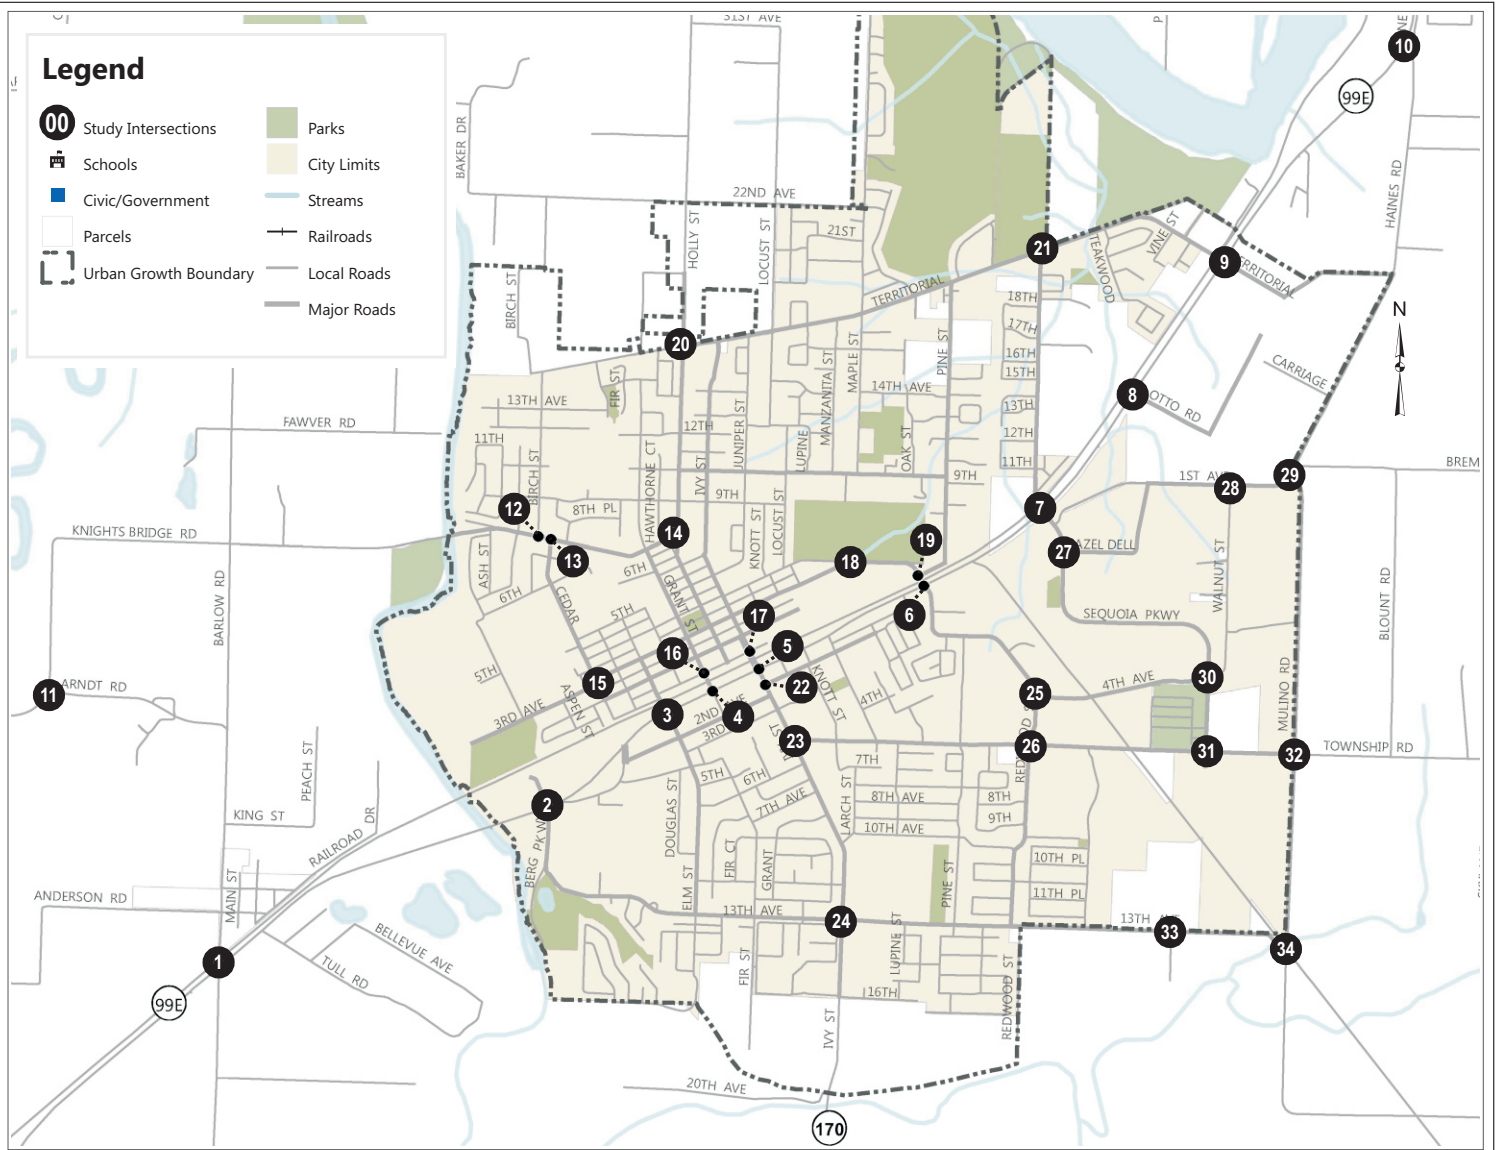 31ST AVE
Legend
00 Study Intersections
Schools
Civic/Government
Parcels
Urban Growth Boundary
Parks
City Limits
Streams
Railroads
Local Roads
Major Roads
10
99E
BAKER DR
22ND AVE
HAINES RD
HOLLY ST
LOCUST ST
21ST
21
TEAKWOOD
VINE ST
9
TERRITORIAL
BIRCH ST
TERRITORIAL
18TH
N
17TH
20
PINE ST
16TH
15TH
CARRIAGE
FIR ST
MANZANITA ST
MAPLE ST
14TH AVE
8
OTTO RD
13TH AVE
13TH
FAWVER RD
JUNIPER ST
12TH
LUPINE
OAK ST
12TH
11TH
11TH
BIRCH ST
HAWTHORNE CT
IVY ST
9TH
BREM
1ST AVE
29
28
9TH
LOCUST ST
12
8TH PL
7
KNIGHTS BRIDGE RD
14
KNOTT ST
19
27
HAZEL DELL
13
ASH ST
6TH
18
WALNUT ST
BARLOW RD
6TH
CEDAR
GRANT ST
5TH
17
6
SEQUOIA PKWY
BLOUNT RD
5
16
5TH
KNOTT ST
30
ARNDT RD
11
15
22
4TH AVE
25
MULINO RD
3RD AVE
ASPEN ST
3
2ND AVE
4
4TH
REDWOOD
3RD
23
26
31
32
TOWNSHIP RD
PEACH ST
5TH
6TH
7TH
2
DOUGLAS ST
7TH AVE
LARCH ST
8TH AVE
8TH
KING ST
RAILROAD DR
BERG PKWY
10TH AVE
9TH
FIR CT
GRANT
10TH PL
ANDERSON RD
MAIN ST
ELM ST
PINE ST
11TH PL
13TH AVE
24
13TH AVE
33
34
BELLEVUE AVE
1
TULL RD
FIR ST
LUPINE ST
REDWOOD ST
99E
16TH
IVY ST
20TH AVE
170